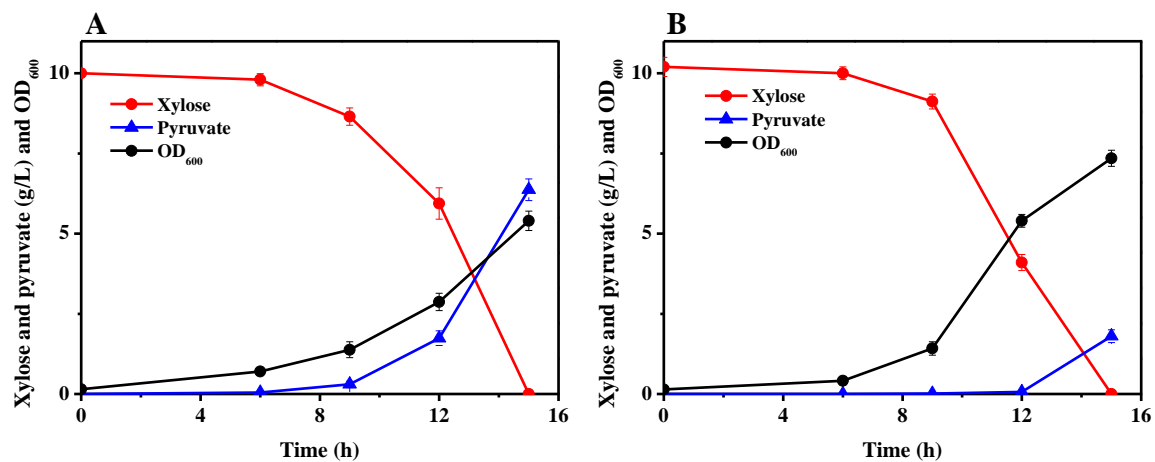 A
Xylose and pyruvate (g/L) and OD600
10
5
0
Xylose
Pyruvate
OD600
0 4 8 12 16
Time (h)
B
Xylose and pyruvate (g/L) and OD600
10
5
0
Xylose
Pyruvate
OD600
0 4 8 12 16
Time (h)